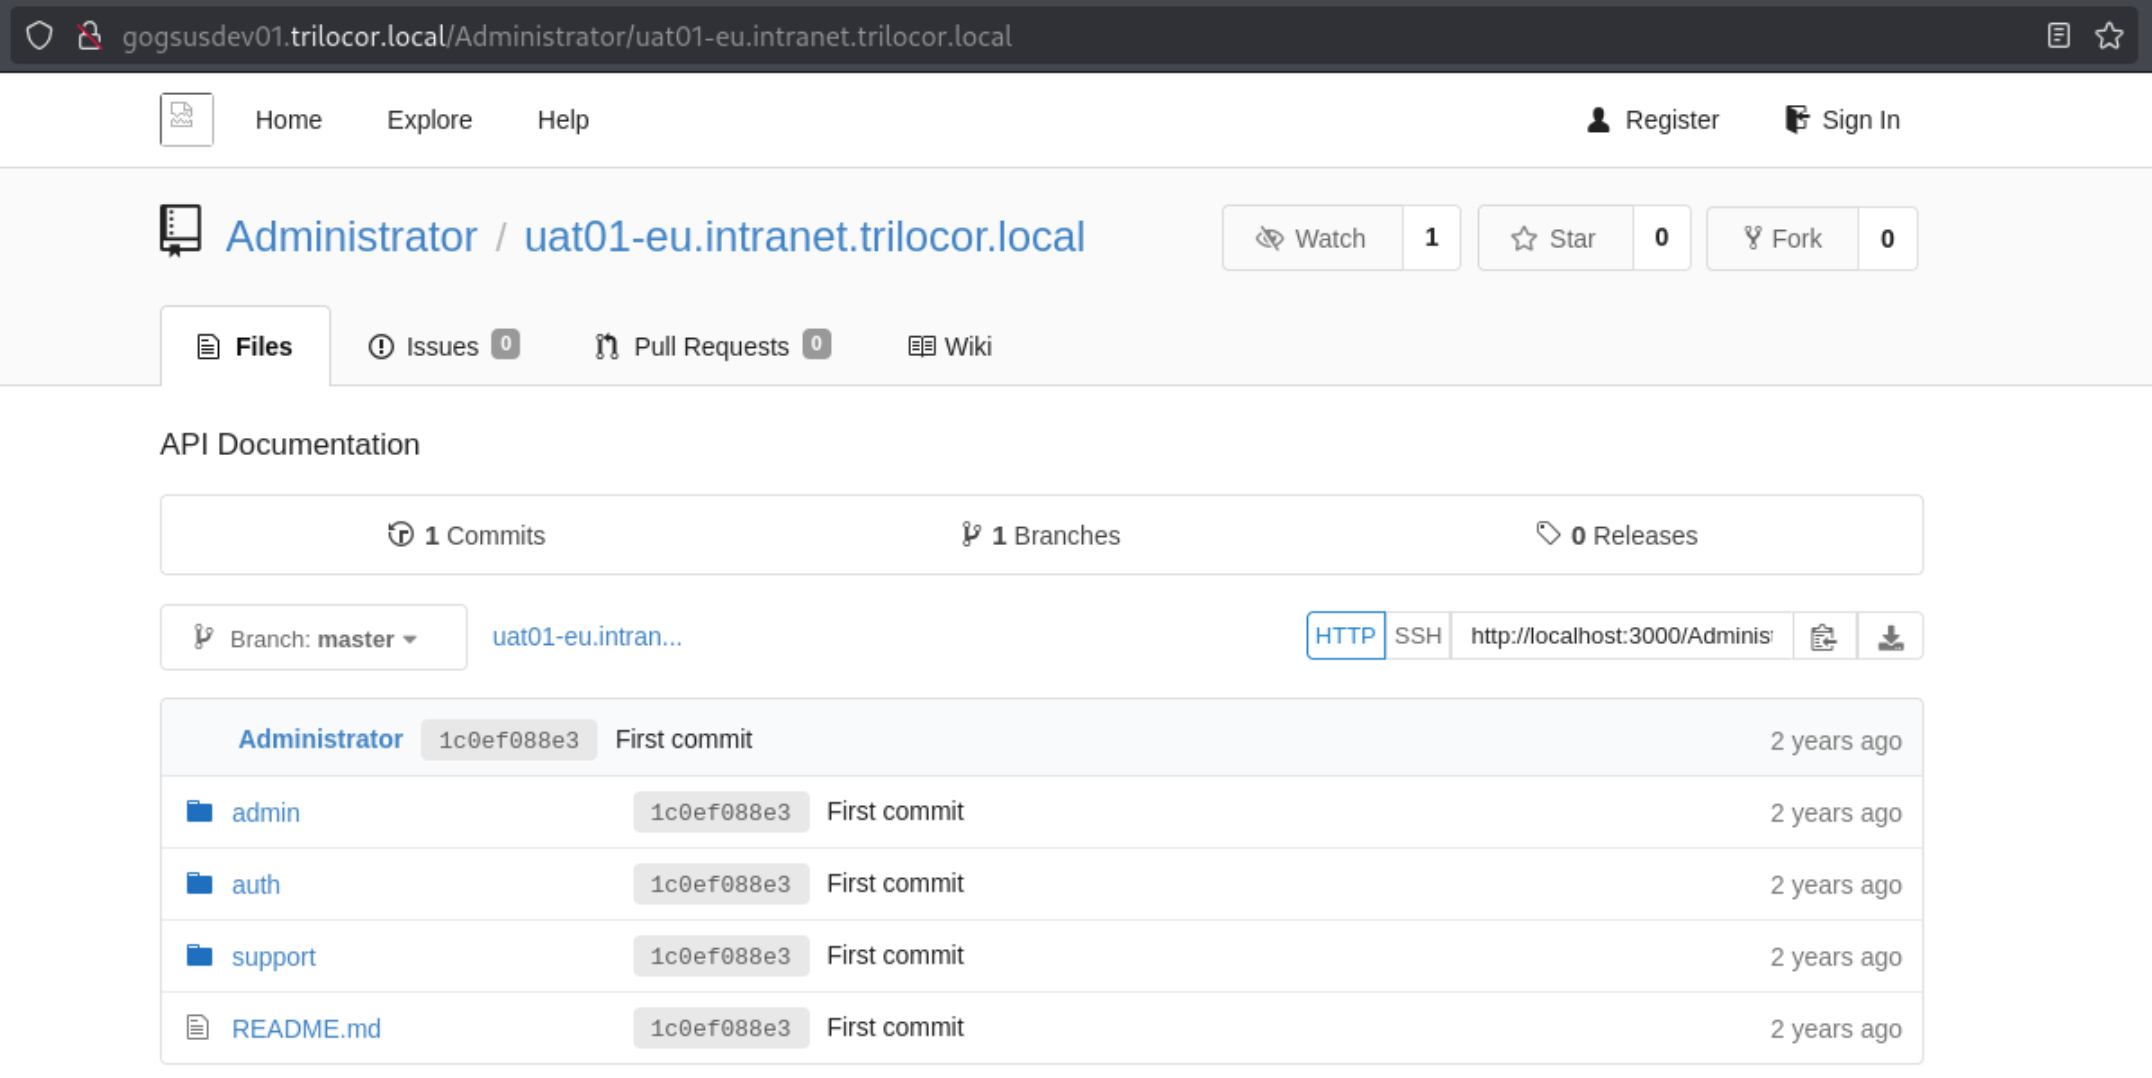 gogsusdev01.trilocor.local/Administrator/uat01-eu.intranet.trilocor.local
Home Explore Help Register Sign In
Administrator / uat01-eu.intranet.trilocor.local Watch 1 Star 0 Fork 0
Files Issues 0 Pull Requests 0 Wiki
API Documentation
1 Commits 1 Branches 0 Releases
Branch: master uat01-eu.intran... HTTP SSH http://localhost:3000/Adminis
Administrator 1c0ef088e3 First commit 2 years ago
admin 1c0ef088e3 First commit 2 years ago
auth 1c0ef088e3 First commit 2 years ago
support 1c0ef088e3 First commit 2 years ago
README.md 1c0ef088e3 First commit 2 years ago